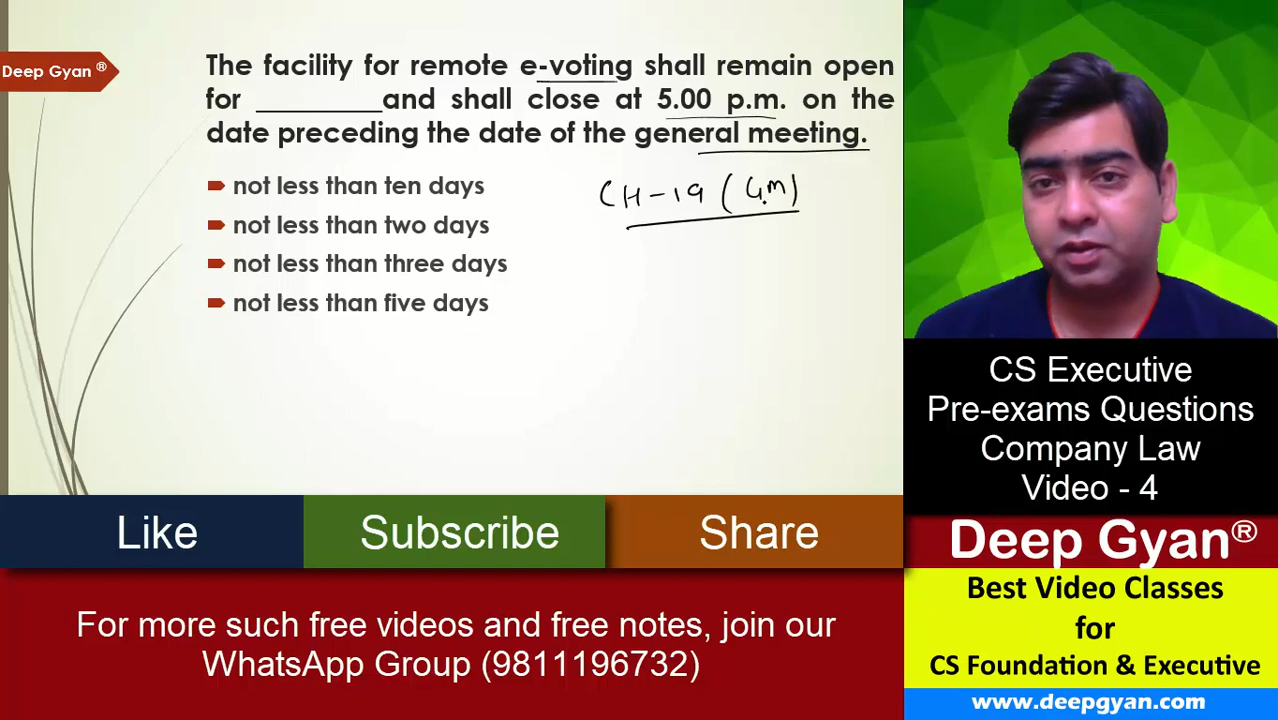 Deep Gyan ®
The facility for remote e-voting shall remain open
for ________and shall close at 5.00 p.m. on the
date preceding the date of the general meeting.
not less than ten days
not less than two days
not less than three days
not less than five days
CH-19 (G.M)
CS Executive
Pre-exams Questions
Company Law
Video - 4
Deep Gyan®
Best Video Classes
for
CS Foundation & Executive
www.deepgyan.com
Like
Subscribe
Share
For more such free videos and free notes, join our
WhatsApp Group (9811196732)